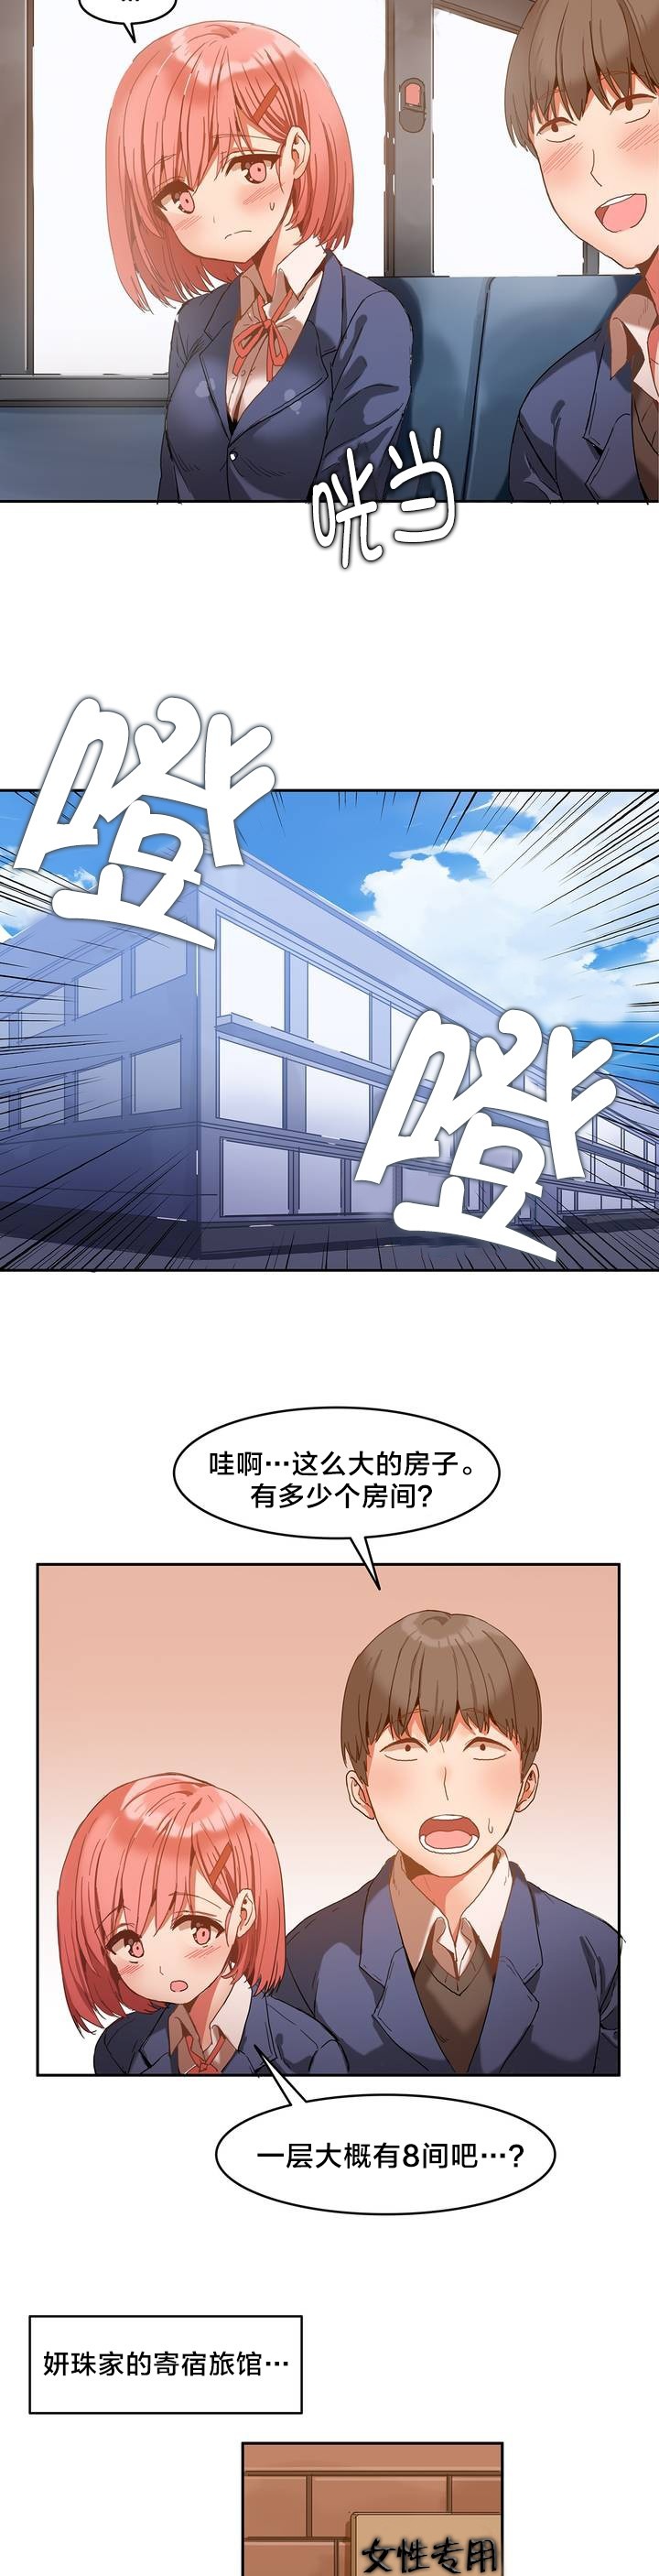 …
哐当
噔
噔
哇啊…这么大的房子。
有多少个房间?
一层大概有8间吧…?
妍珠家的寄宿旅馆…
女性专用